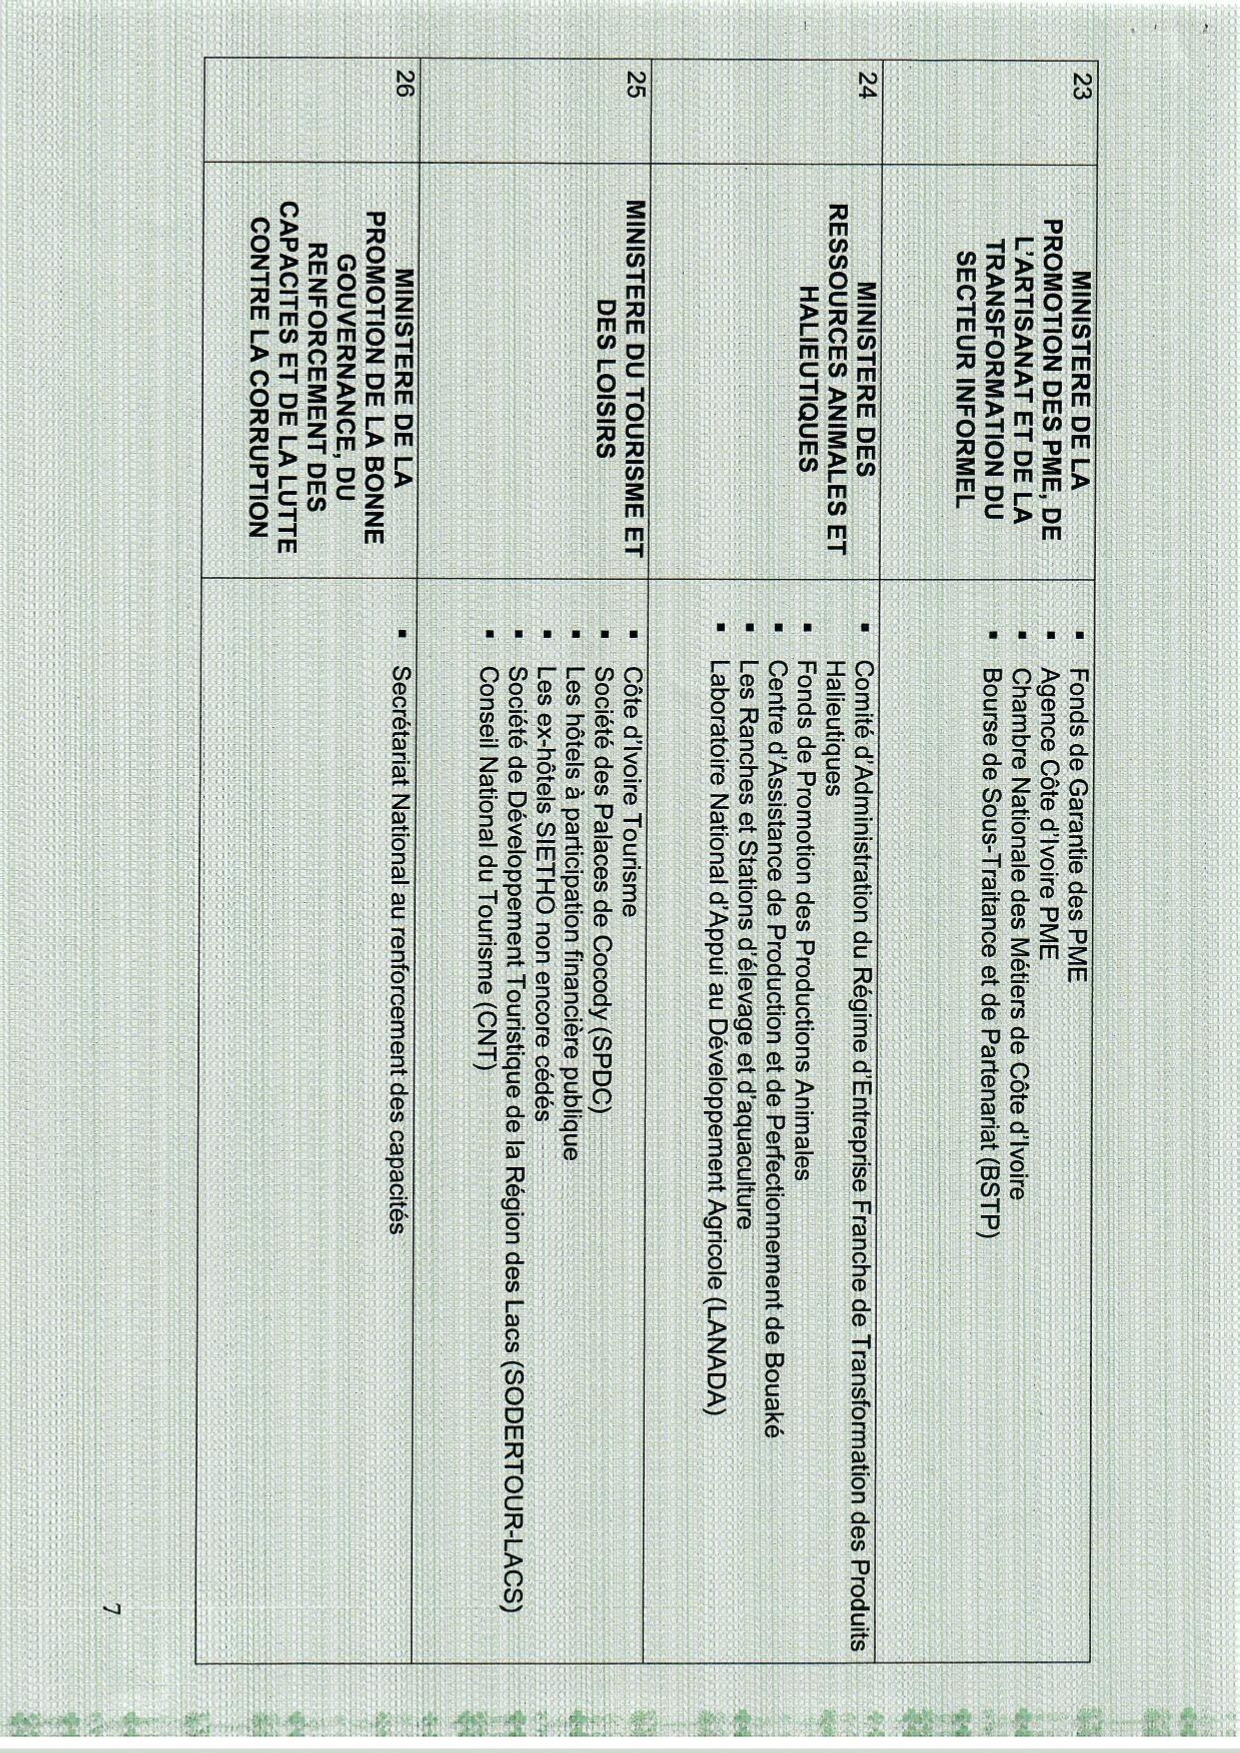 23
MINISTERE DE LA
PROMOTION DES PME, DE
L'ARTISANAT ET DE LA
TRANSFORMATION DU
SECTEUR INFORMEL
▪ Fonds de Garantie des PME
▪ Agence Côte d'Ivoire PME
▪ Chambre Nationale des Métiers de Côte d'Ivoire
▪ Bourse de Sous-Traitance et de Partenariat (BSTP)
24
MINISTERE DES
RESSOURCES ANIMALES ET
HALIEUTIQUES
▪ Comité d'Administration du Régime d'Entreprise Franche de Transformation des Produits
Halieutiques
▪ Fonds de Promotion des Productions Animales
▪ Centre d'Assistance de Production et de Perfectionnement de Bouaké
▪ Les Ranches et Stations d'élevage et d'aquaculture
▪ Laboratoire National d'Appui au Développement Agricole (LANADA)
25
MINISTERE DU TOURISME ET
DES LOISIRS
▪ Côte d'Ivoire Tourisme
▪ Société des Palaces de Cocody (SPDC)
▪ Les hôtels à participation financière publique
▪ Les ex-hôtels SIETHO non encore cédés
▪ Société de Développement Touristique de la Région des Lacs (SODERTOUR-LACS)
▪ Conseil National du Tourisme (CNT)
26
MINISTERE DE LA
PROMOTION DE LA BONNE
GOUVERNANCE, DU
RENFORCEMENT DES
CAPACITES ET DE LA LUTTE
CONTRE LA CORRUPTION
▪ Secrétariat National au renforcement des capacités
7